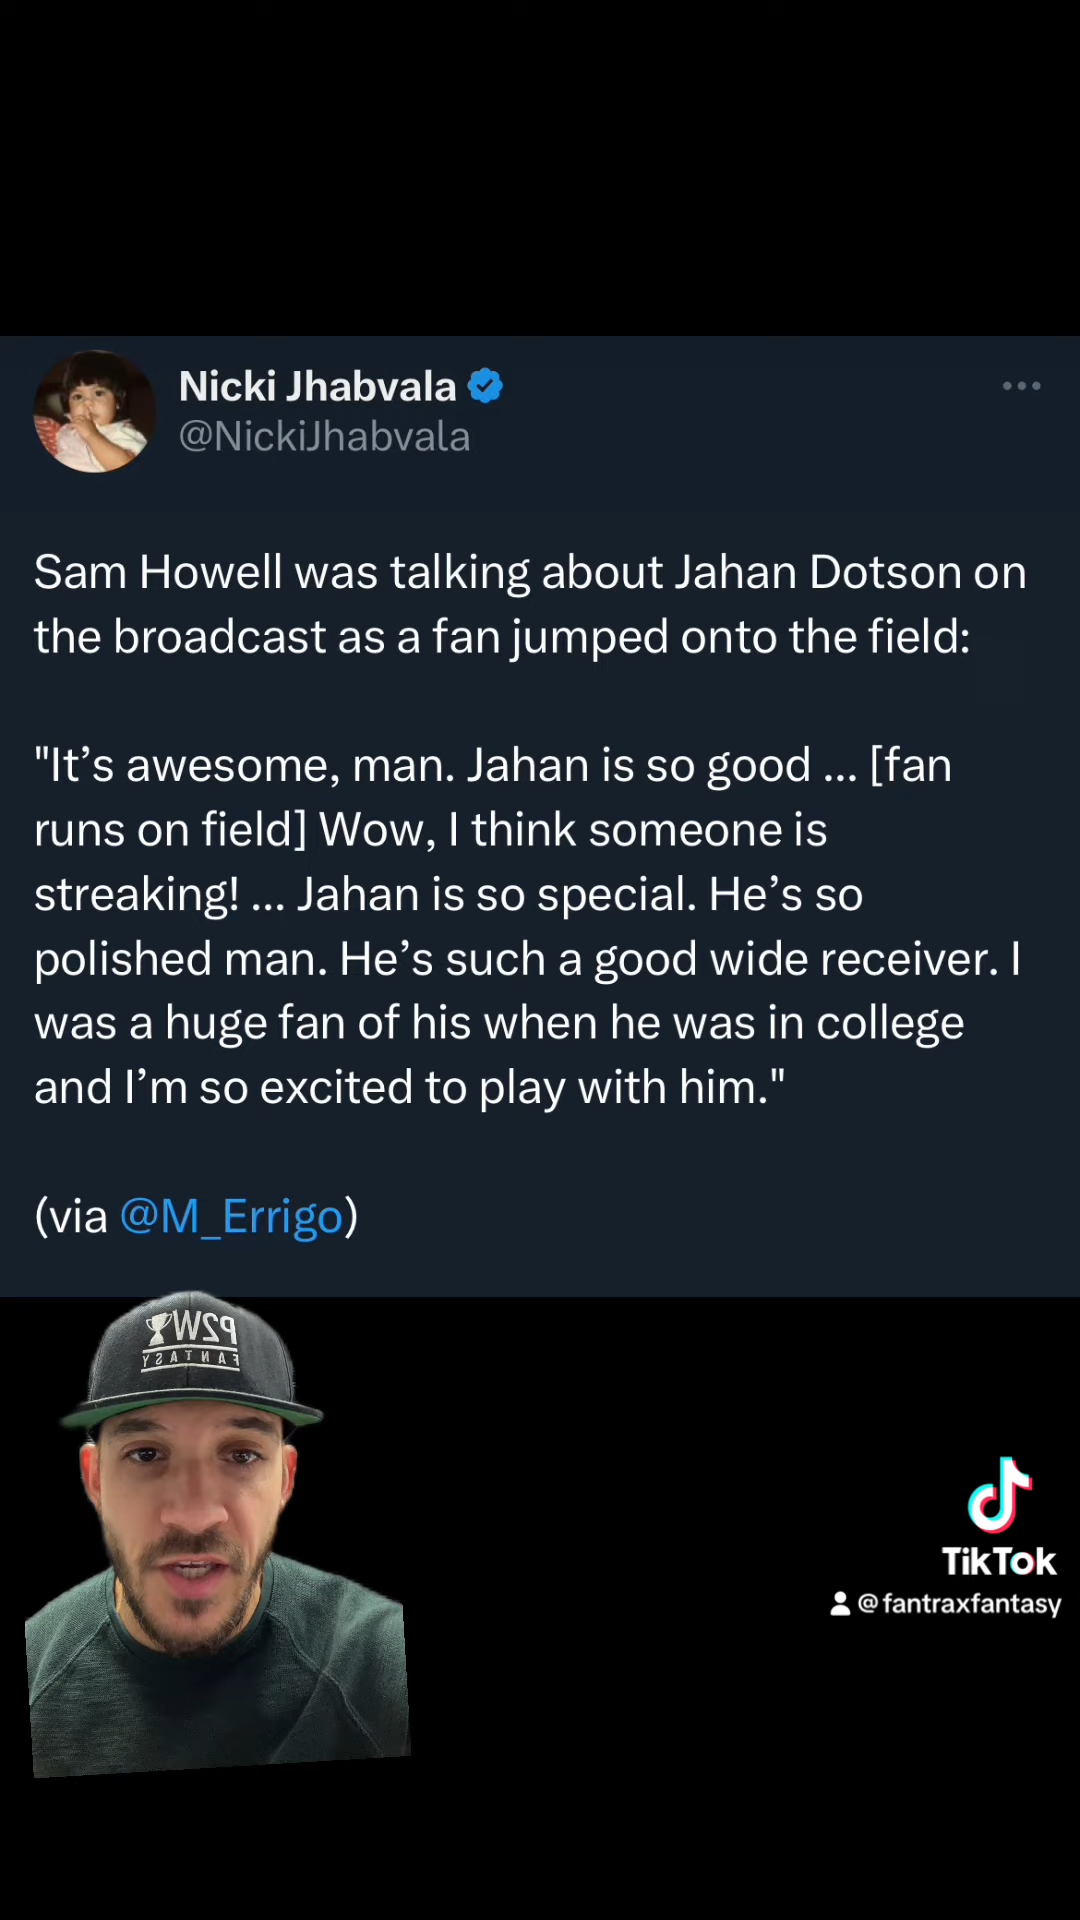 Nicki Jhabvala
@NickiJhabvala
Sam Howell was talking about Jahan Dotson on
the broadcast as a fan jumped onto the field:
"It’s awesome, man. Jahan is so good ... [fan
runs on field] Wow, I think someone is
streaking! ... Jahan is so special. He’s so
polished man. He’s such a good wide receiver. I
was a huge fan of his when he was in college
and I’m so excited to play with him."
(via @M_Errigo)
P2W
FANTASY
TikTok
@fantraxfantasy